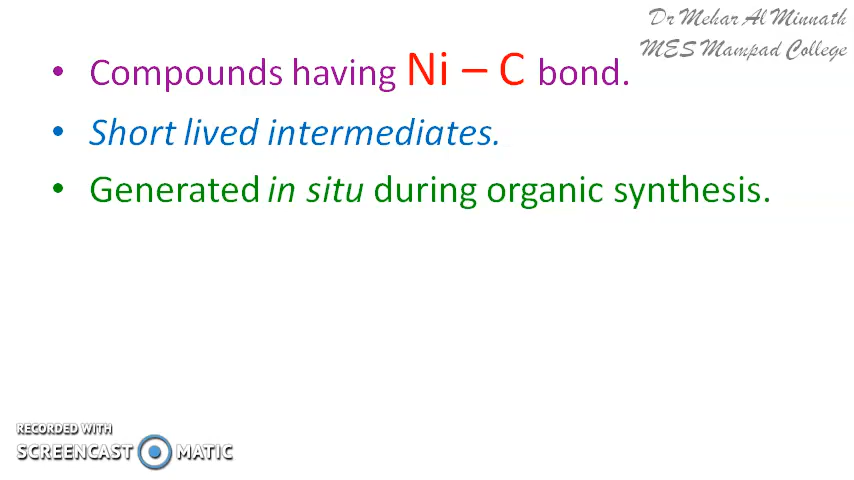 Dr Mehar Al Minnath
MES Mampad College
• Compounds having Ni – C bond.
• Short lived intermediates.
• Generated in situ during organic synthesis.
RECORDED WITH
SCREENCAST MATIC